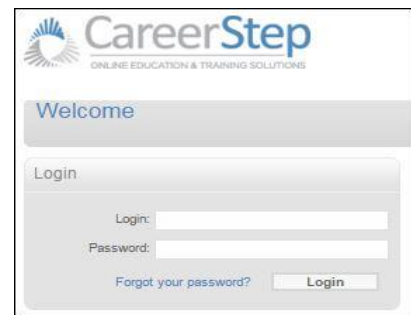 CareerStep
ONLINE EDUCATION & TRAINING SOLUTIONS
Welcome
Login
Login:
Password:
Forgot your password? Login